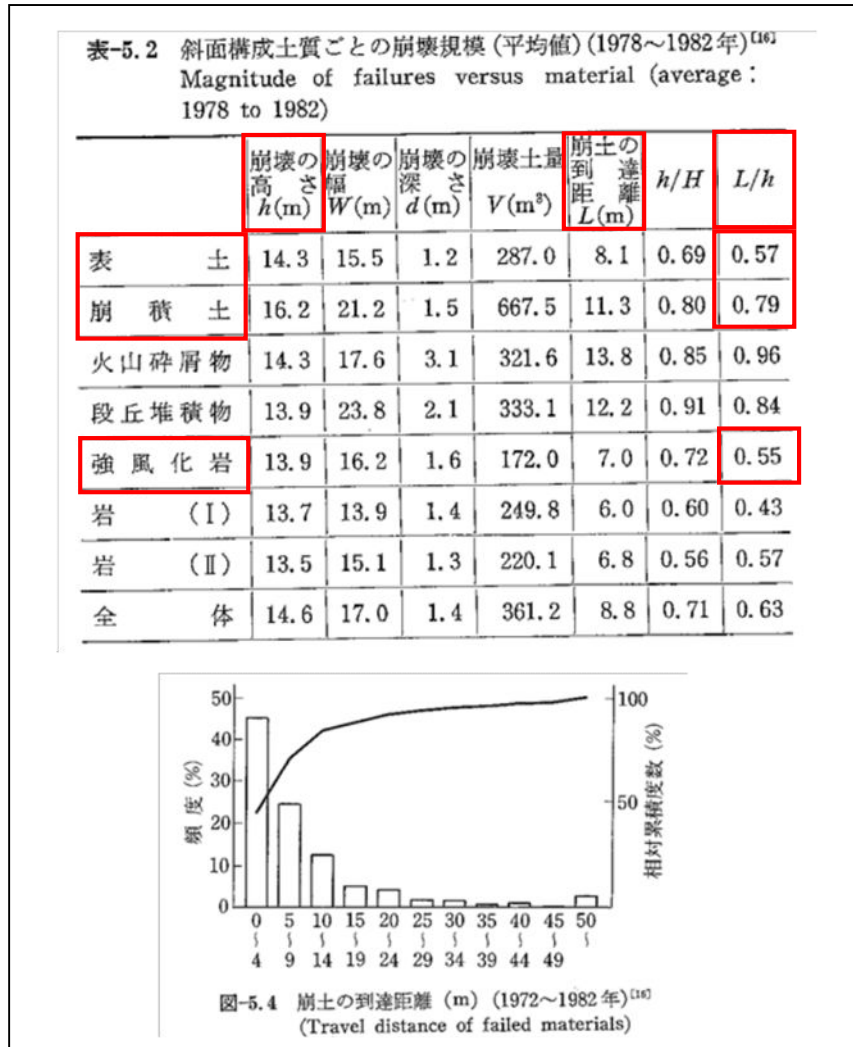 表-5.2 斜面構成土質ごとの崩壊規模(平均値)(1978~1982年)[16]
Magnitude of failures versus material (average:
1978 to 1982)
崩壊の高さh(m) 崩壊の幅W(m) 崩壊の深さd(m) 崩壊土量V(m³) 崩土の到達距離L(m) h/H L/h
表土 14.3 15.5 1.2 287.0 8.1 0.69 0.57
崩積土 16.2 21.2 1.5 667.5 11.3 0.80 0.79
火山砕屑物 14.3 17.6 3.1 321.6 13.8 0.85 0.96
段丘堆積物 13.9 23.8 2.1 333.1 12.2 0.91 0.84
強風化岩 13.9 16.2 1.6 172.0 7.0 0.72 0.55
岩(I) 13.7 13.9 1.4 249.8 6.0 0.60 0.43
岩(II) 13.5 15.1 1.3 220.1 6.8 0.56 0.57
全体 14.6 17.0 1.4 361.2 8.8 0.71 0.63
頻度(%)
50
40
30
20
10
0
100
50
相対累積度数(%)
0~4 5~9 10~14 15~19 20~24 25~29 30~34 35~39 40~44 45~49 50~
図-5.4 崩土の到達距離(m)(1972~1982年)[16]
(Travel distance of failed materials)